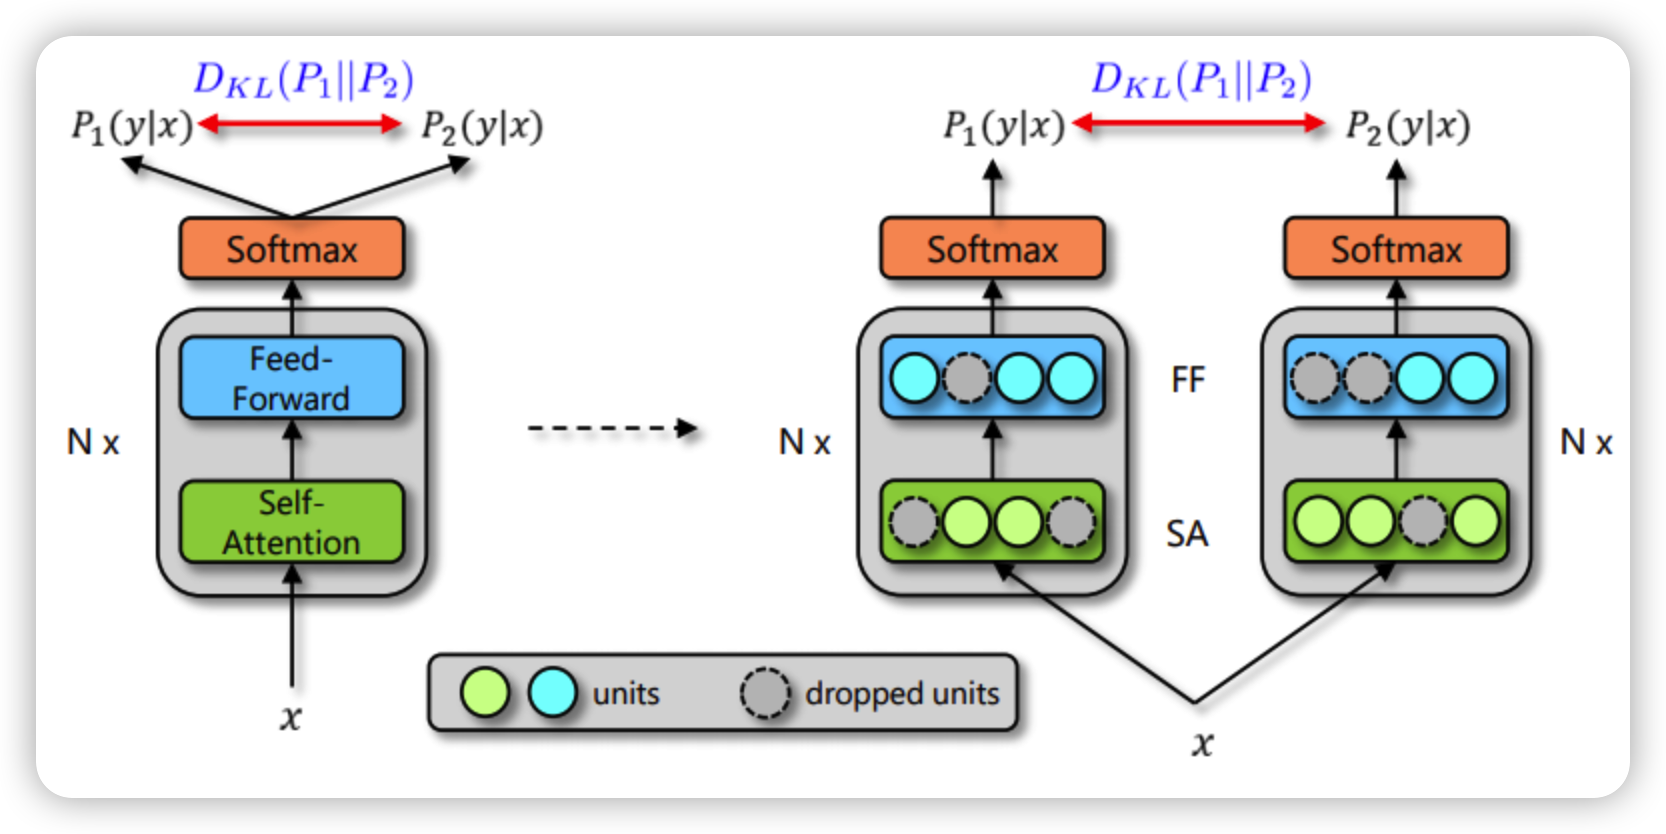 D_{KL}(P_1||P_2)
P_1(y|x)
P_2(y|x)
Softmax
Feed-
Forward
Self-
Attention
N x
x
D_{KL}(P_1||P_2)
P_1(y|x)
P_2(y|x)
Softmax
Softmax
FF
N x
N x
SA
x
units
dropped units